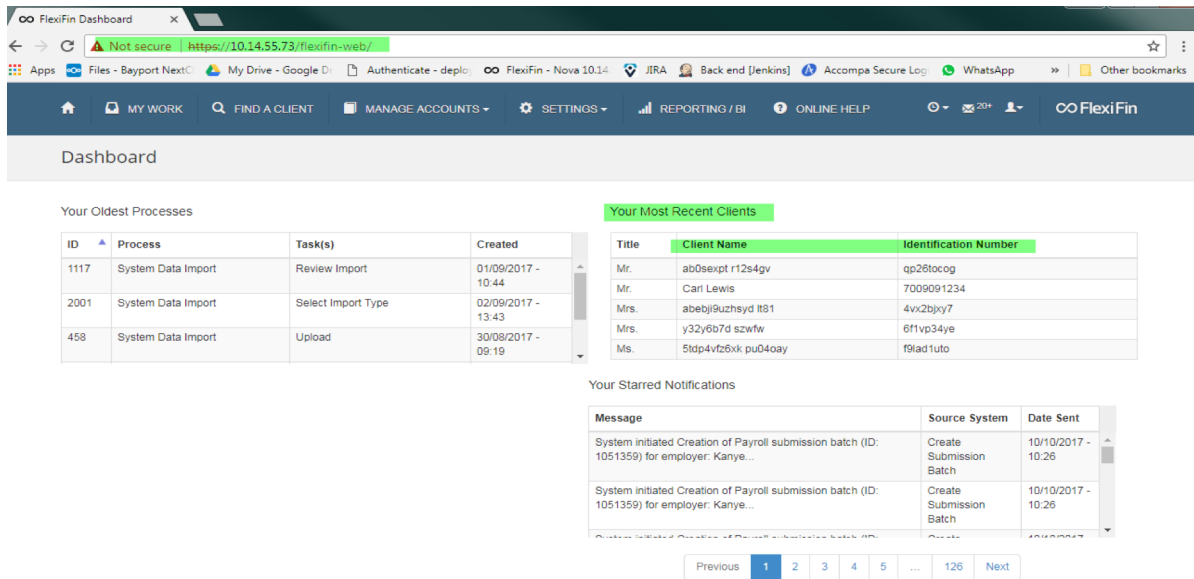 FlexiFin Dashboard
Not secure | https://10.14.55.73/flexifin-web/
Apps Files - Bayport NextC My Drive - Google Dr Authenticate - deplo FlexiFin - Nova 10.14. JIRA Back end [Jenkins] Accompa Secure Log WhatsApp » Other bookmarks
MY WORK FIND A CLIENT MANAGE ACCOUNTS SETTINGS REPORTING / BI ONLINE HELP 20+ FlexiFin
Dashboard
Your Oldest Processes
ID Process Task(s) Created
1117 System Data Import Review Import 01/09/2017 -
10:44
2001 System Data Import Select Import Type 02/09/2017 -
13:43
458 System Data Import Upload 30/08/2017 -
09:19
Your Most Recent Clients
Title Client Name Identification Number
Mr. ab0sexpt r12s4gv qp26tocog
Mr. Carl Lewis 7009091234
Mrs. abebji9uzhsyd lt81 4vx2bjxy7
Mrs. y32y6b7d szwfw 6f1vp34ye
Ms. 5tdp4vfz6xk pu04oay f9lad1uto
Your Starred Notifications
Message Source System Date Sent
System initiated Creation of Payroll submission batch (ID: Create 10/10/2017 -
1051359) for employer: Kanye... Submission 10:26
Batch
System initiated Creation of Payroll submission batch (ID: Create 10/10/2017 -
1051359) for employer: Kanye... Submission 10:26
Batch
Previous 1 2 3 4 5 ... 126 Next